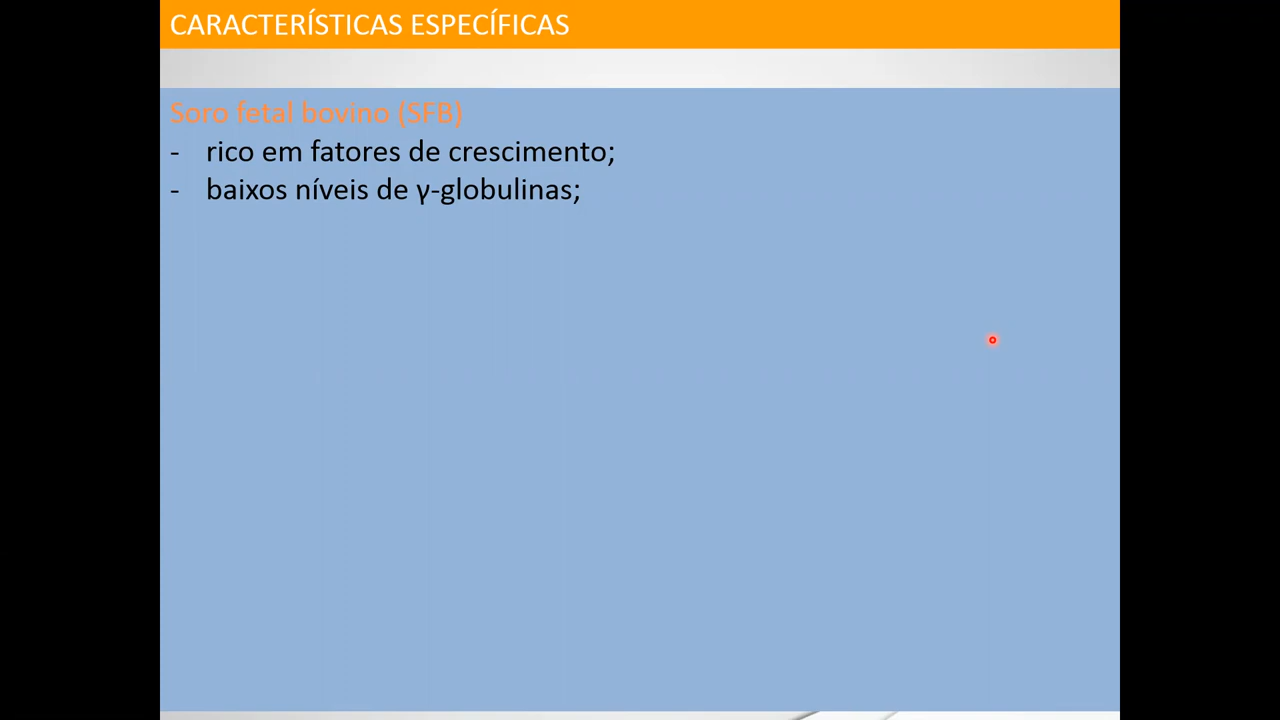 CARACTERÍSTICAS ESPECÍFICAS
Soro fetal bovino (SFB)
- rico em fatores de crescimento;
- baixos níveis de γ-globulinas;